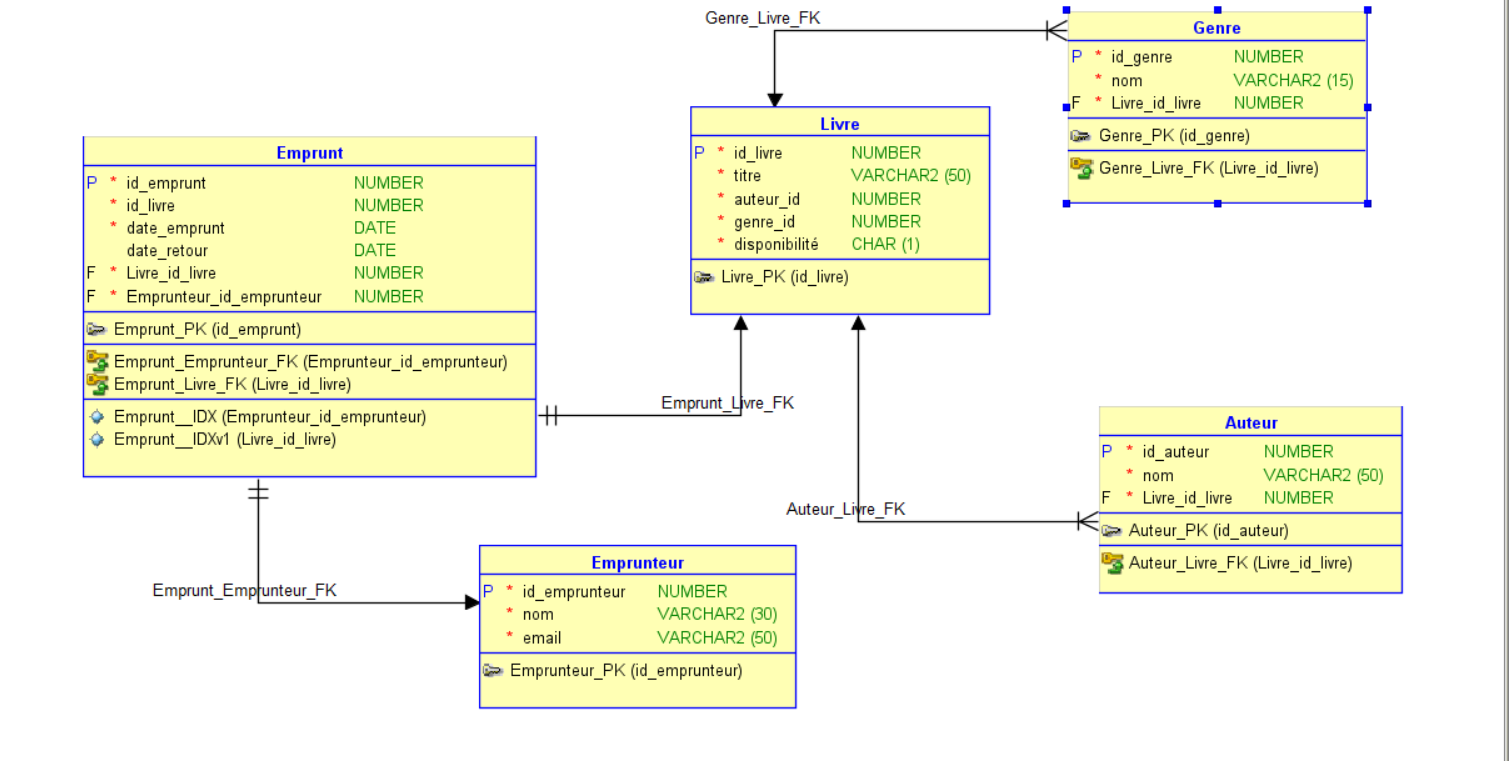 Genre_Livre_FK
Genre
P * id_genre NUMBER
* nom VARCHAR2 (15)
F * Livre_id_livre NUMBER
Genre_PK (id_genre)
Genre_Livre_FK (Livre_id_livre)
Livre
P * id_livre NUMBER
* titre VARCHAR2 (50)
* auteur_id NUMBER
* genre_id NUMBER
* disponibilité CHAR (1)
Livre_PK (id_livre)
Emprunt
P * id_emprunt NUMBER
* id_livre NUMBER
* date_emprunt DATE
date_retour DATE
F * Livre_id_livre NUMBER
F * Emprunteur_id_emprunteur NUMBER
Emprunt_PK (id_emprunt)
Emprunt_Emprunteur_FK (Emprunteur_id_emprunteur)
Emprunt_Livre_FK (Livre_id_livre)
Emprunt__IDX (Emprunteur_id_emprunteur)
Emprunt__IDXv1 (Livre_id_livre)
Emprunt_Livre_FK
Auteur_Livre_FK
Auteur
P * id_auteur NUMBER
* nom VARCHAR2 (50)
F * Livre_id_livre NUMBER
Auteur_PK (id_auteur)
Auteur_Livre_FK (Livre_id_livre)
Emprunt_Emprunteur_FK
Emprunteur
P * id_emprunteur NUMBER
* nom VARCHAR2 (30)
* email VARCHAR2 (50)
Emprunteur_PK (id_emprunteur)